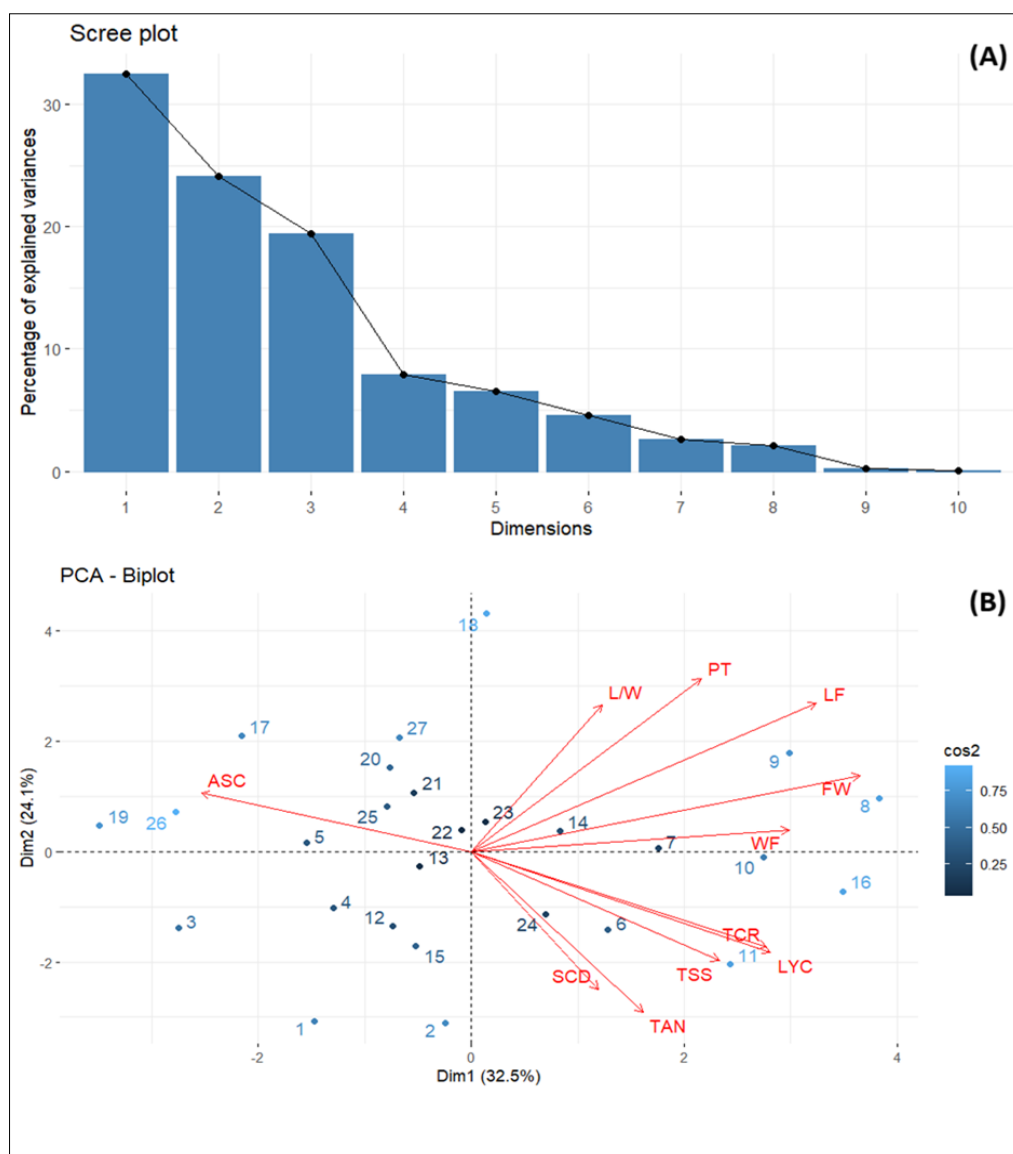 Scree plot
(A)
Percentage of explained variances
30
20
10
0
1 2 3 4 5 6 7 8 9 10
Dimensions
PCA - Biplot
(B)
Dim2 (24.1%)
4
2
0
-2
18
PT
L/W
LF
17
27
9
20
ASC
21
FW
8
19
26
25
23
14
22
5
WF
7
13
10
16
4
12
24
6
3
15
TCR
11
LYC
SCD
TSS
1
2
TAN
-2 0 2 4
Dim1 (32.5%)
cos2
0.75
0.50
0.25